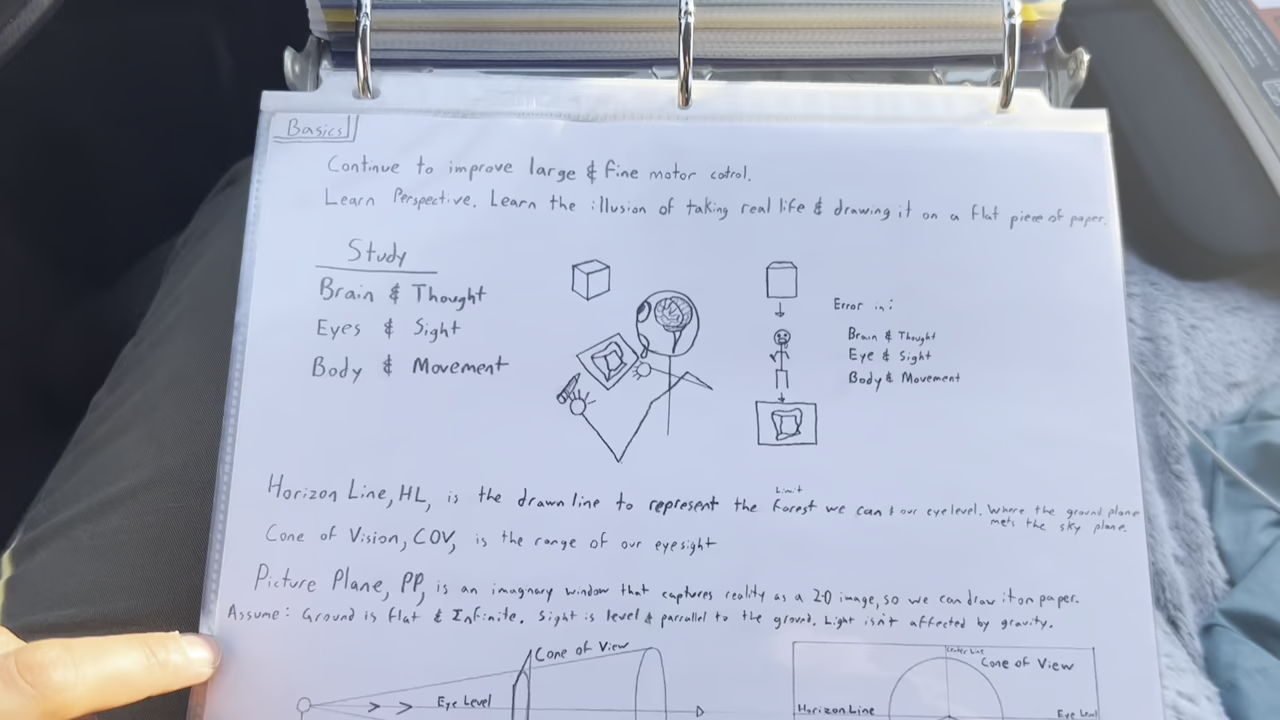 Basics
Continue to improve large & fine motor cotrol.
Learn Perspective. Learn the illusion of taking real life & drawing it on a flat piece of paper.
Study
Brain & Thought
Eyes & Sight
Body & Movement
Error in:
Brain & Thought
Eye & Sight
Body & Movement
Limit
Horizon Line, HL, is the drawn line to represent the forest we can & our eye level. Where the ground plane
mets the sky plane.
Cone of Vision, COV, is the range of our eyesight
Picture Plane, PP, is an imagnary window that captures reality as a 2-D image, so we can draw it on paper.
Assume: Ground is flat & Infinite. Sight is level & parrallel to the ground. Light isn't affected by gravity.
Cone of View
Eye Level
Center Line
Cone of View
Horizon Line
Eye Level